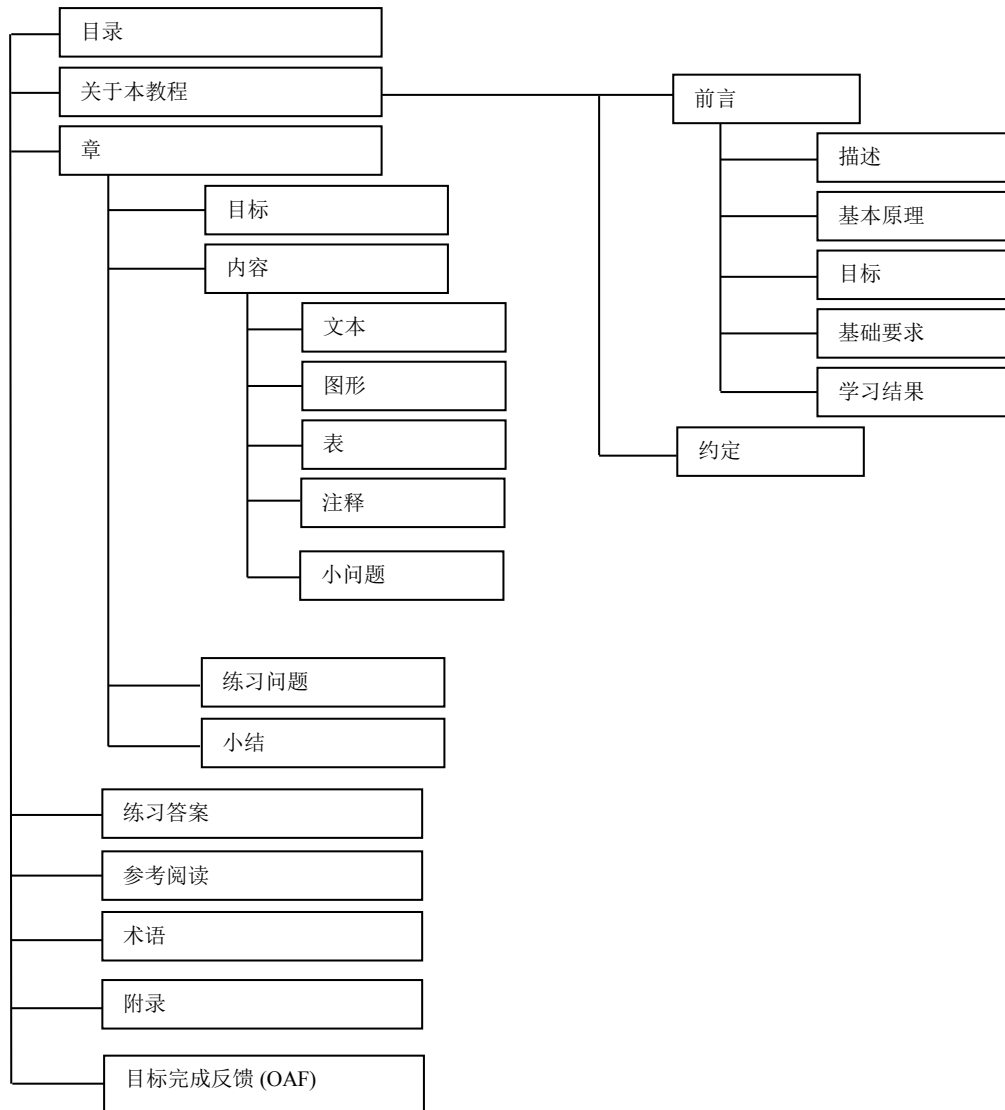 目录
关于本教程
前言
描述
基本原理
目标
基础要求
学习结果
约定
章
目标
内容
文本
图形
表
注释
小问题
练习问题
小结
练习答案
参考阅读
术语
附录
目标完成反馈 (OAF)